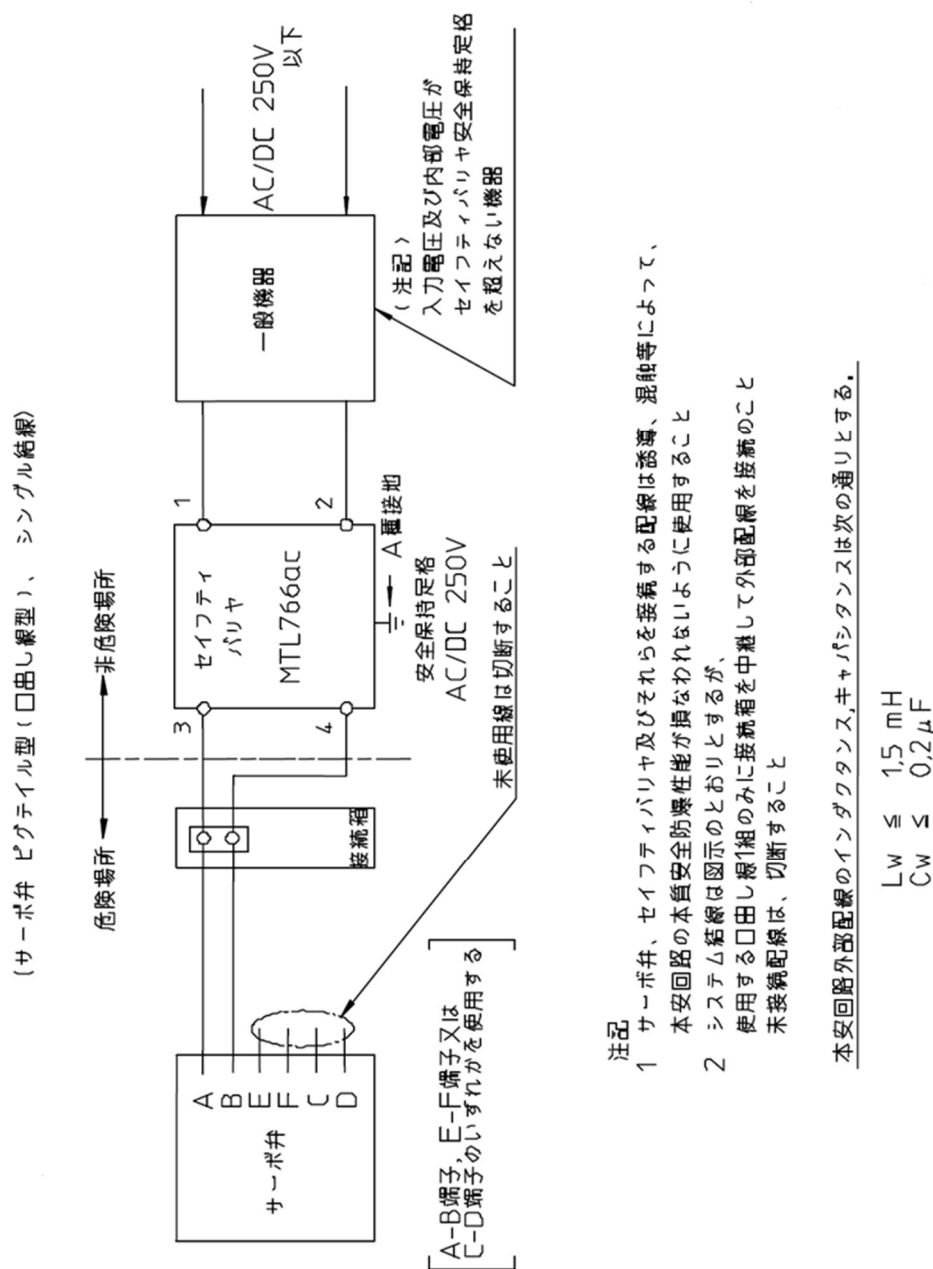 (サーボ弁 ピグテイル型(口出し線型)、 シングル結線)
危険場所
非危険場所
サーボ弁
A
B
E
F
C
D
A-B端子, E-F端子又は
C-D端子のいずれかを使用する
接続箱
未使用線は切断すること
3
4
セイフティ
バリヤ
MTL766ac
1
2
A種接地
安全保持定格
AC/DC 250V
一般機器
AC/DC 250V
以下
(注記)
入力電圧及び内部電圧が
セイフティバリヤ安全保持定格
を超えない機器
注記
1 サーボ弁、セイフティバリヤ及びそれらを接続する配線は誘導、混触等によって、
本安回路の本質安全防爆性能が損なわれないように使用すること
2 システム結線は図示のとおりとするが、
使用する口出し線1組のみに接続箱を中継して外部配線を接続のこと
未接続配線は、切断すること
本安回路外部配線のインダクタンス,キャパシタンスは次の通りとする.
Lw ≦ 1,5 mH
Cw ≦ 0,2μF